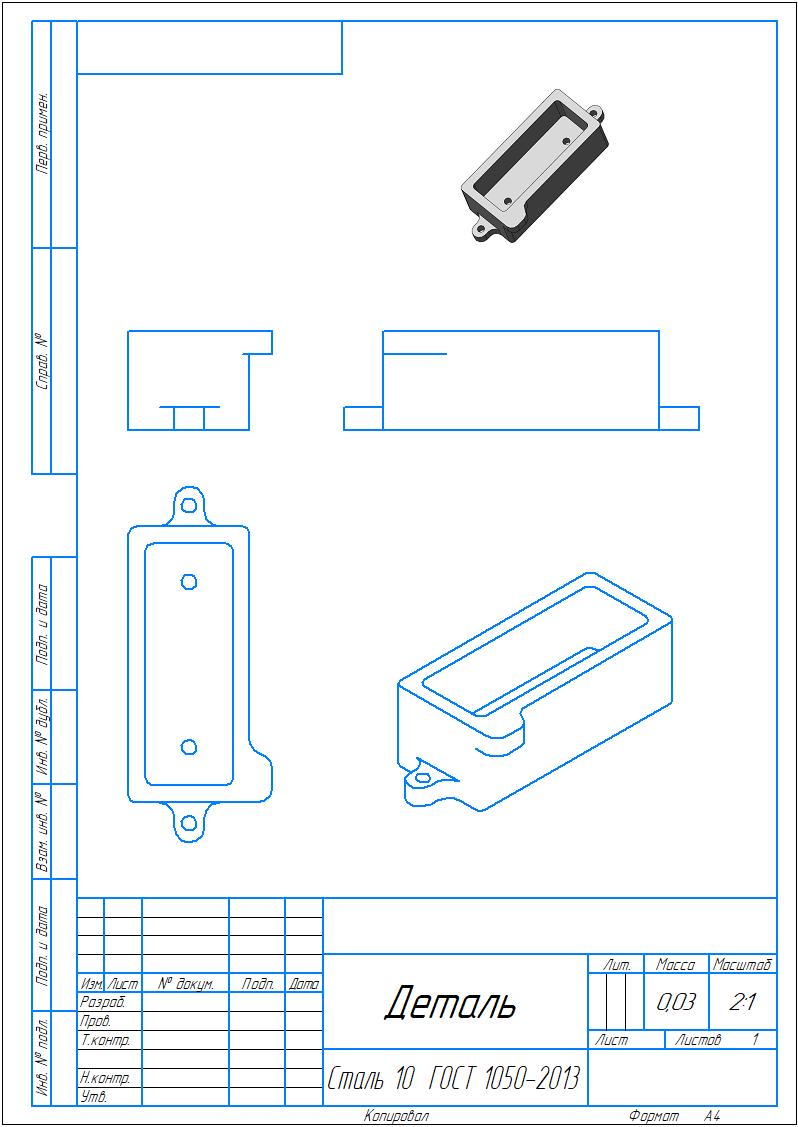 Перв. примен.
Справ. №
Подп. и дата
Инв. № дубл.
Взам. инв. №
Подп. и дата
Инв. № подл.
Изм. Лист № докум. Подп. Дата
Разраб.
Пров.
Т.контр.
Н.контр.
Утв.
Деталь
Сталь 10 ГОСТ 1050-2013
Лит. Масса Масштаб
0,03 2:1
Лист Листов 1
Копировал Формат А4